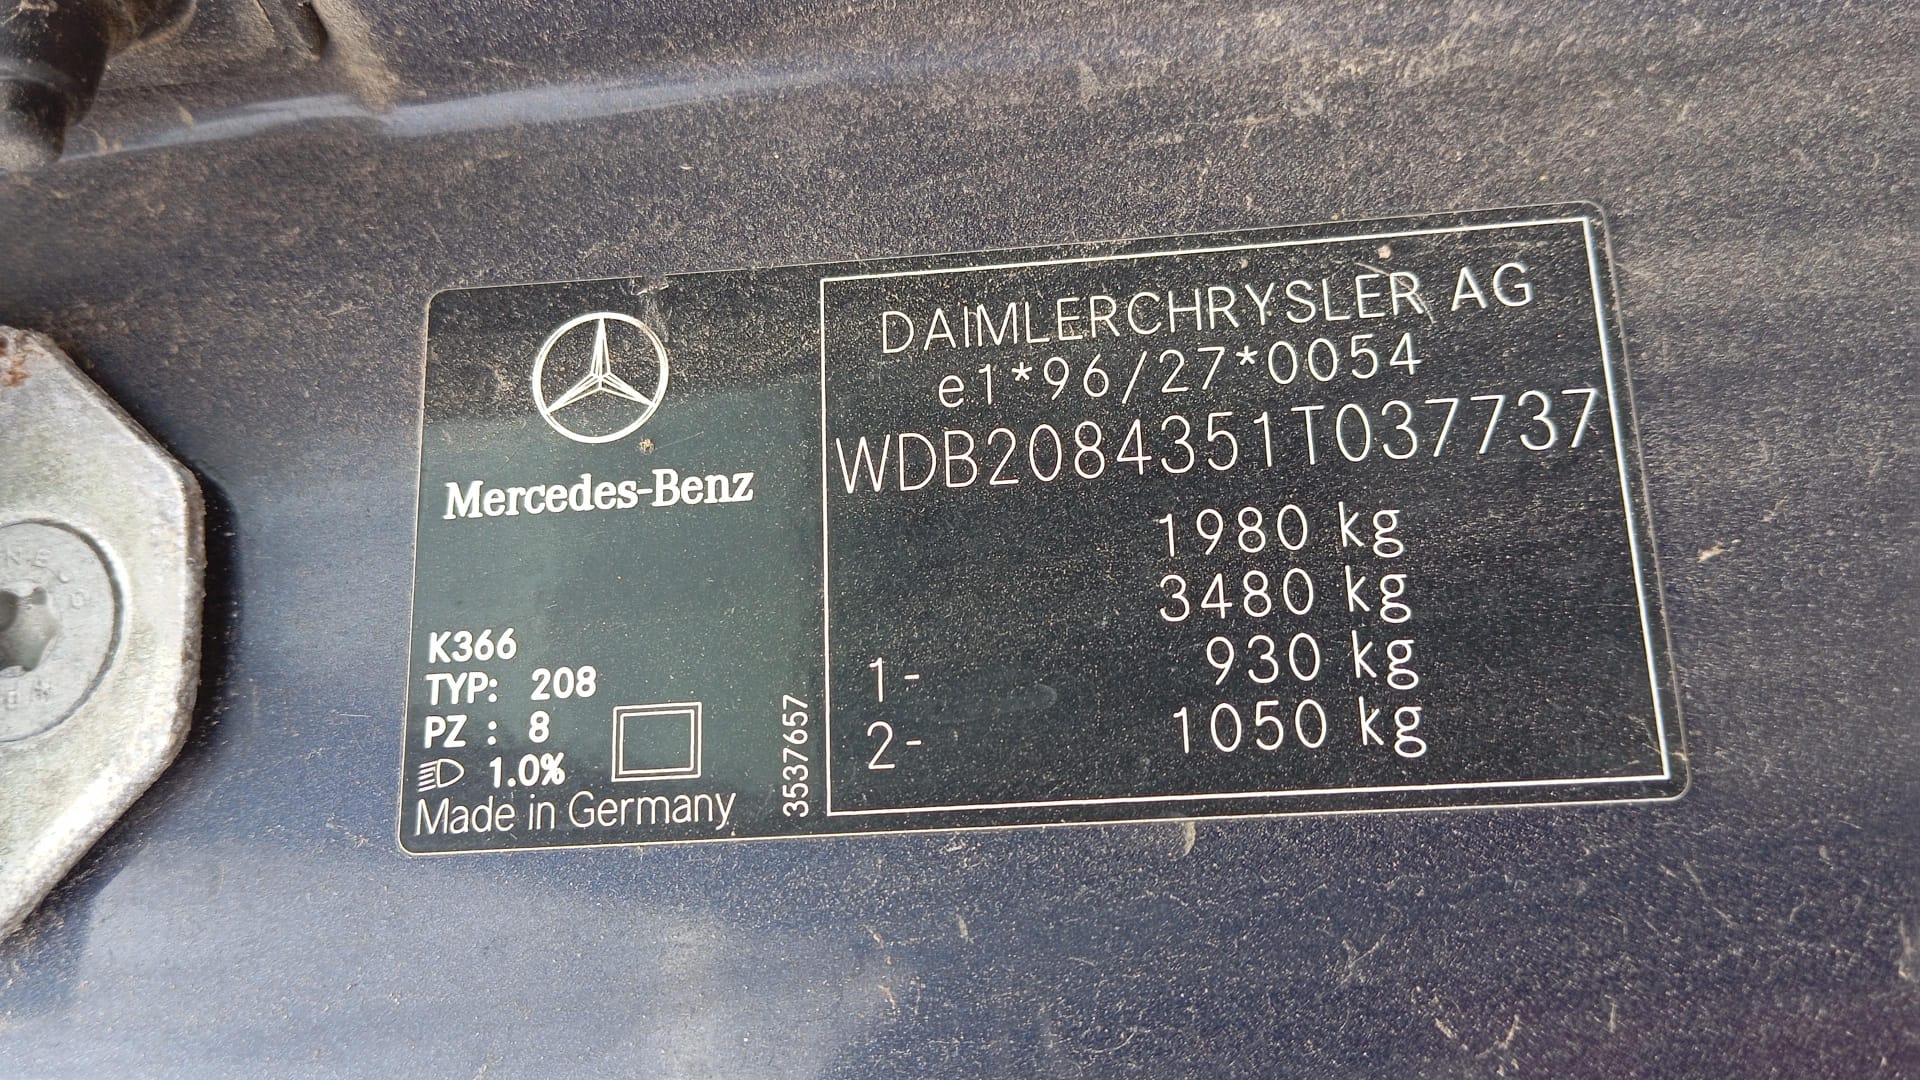 Mercedes-Benz
K366
TYP: 208
PZ : 8
1.0%
Made in Germany
3537657
DAIMLERCHRYSLER AG
e1*96/27*0054
WDB2084351T037737
1980 kg
3480 kg
1- 930 kg
2- 1050 kg